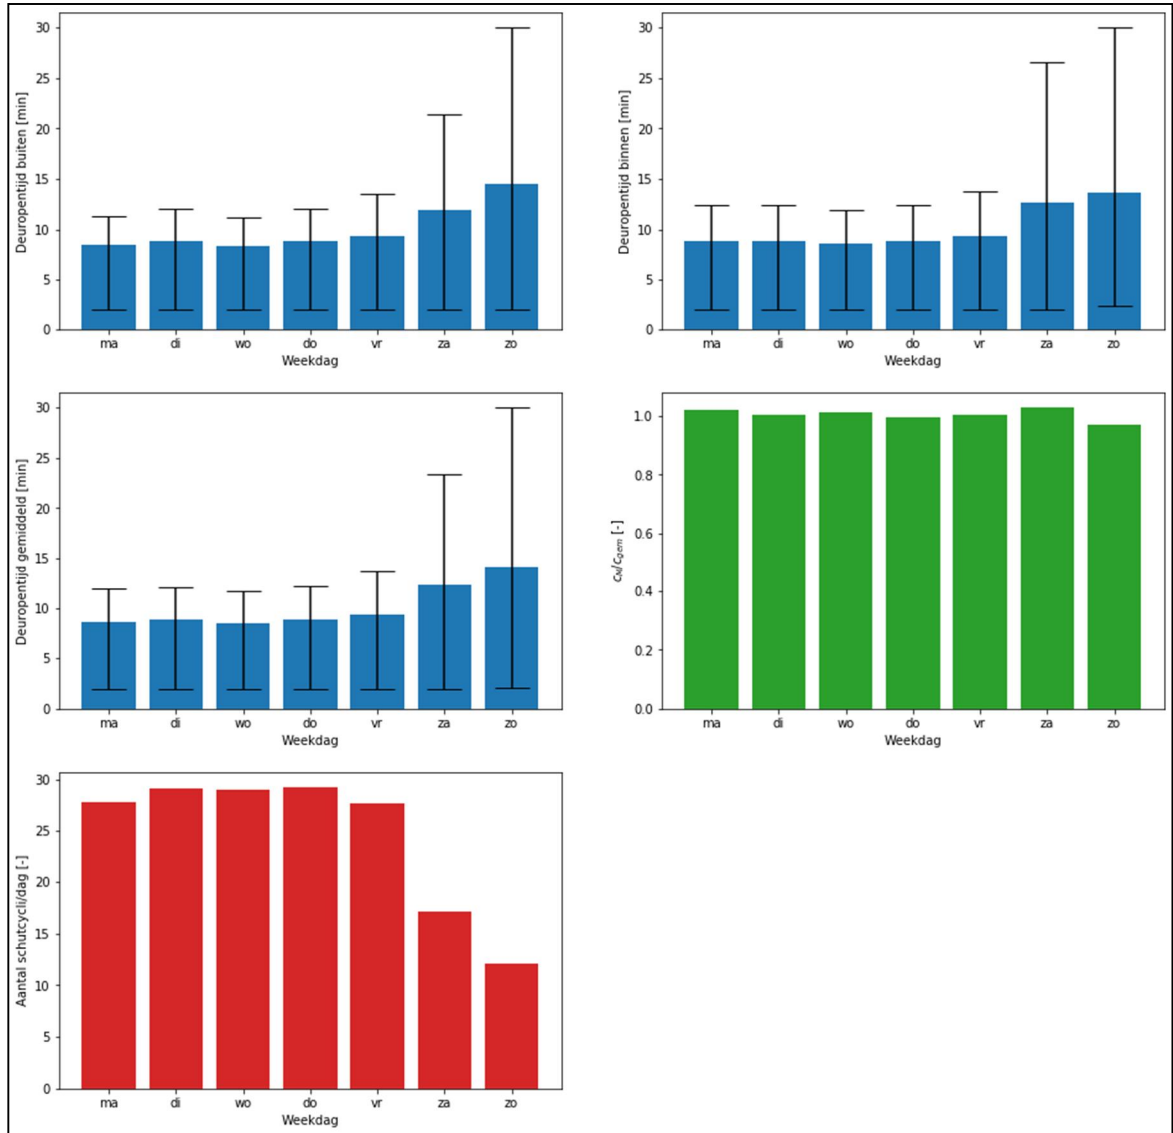 Deuropentijd buiten [min]
30
25
20
15
10
5
0
ma di wo do vr za zo
Weekdag
Deuropentijd binnen [min]
30
25
20
15
10
5
0
ma di wo do vr za zo
Weekdag
Deuropentijd gemiddeld [min]
30
25
20
15
10
5
0
ma di wo do vr za zo
Weekdag
c_M/c_gem [-]
1.0
0.8
0.6
0.4
0.2
0.0
ma di wo do vr za zo
Weekdag
Aantal schutcycli/dag [-]
30
25
20
15
10
5
0
ma di wo do vr za zo
Weekdag